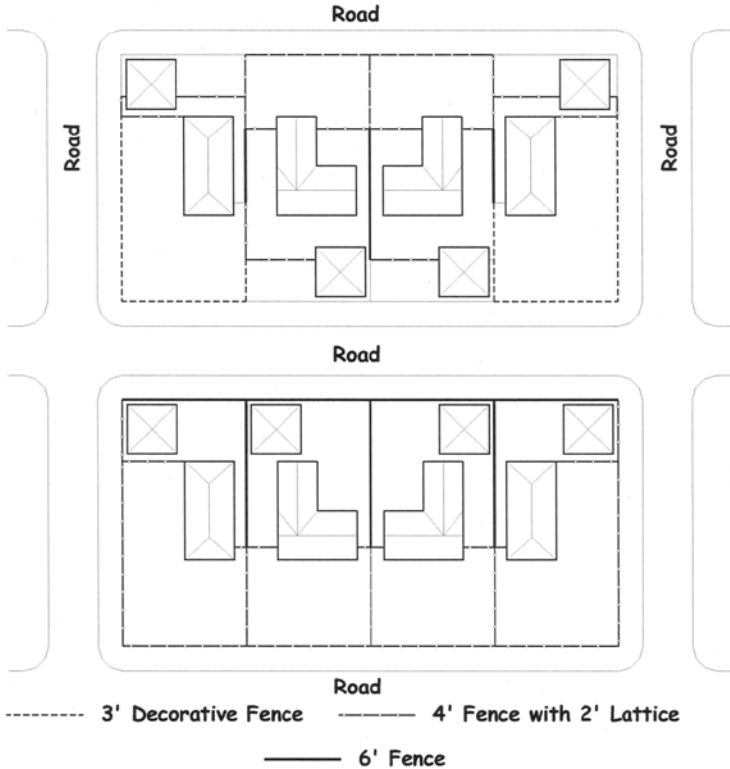 Road
Road
Road
Road
Road
3' Decorative Fence
4' Fence with 2' Lattice
6' Fence